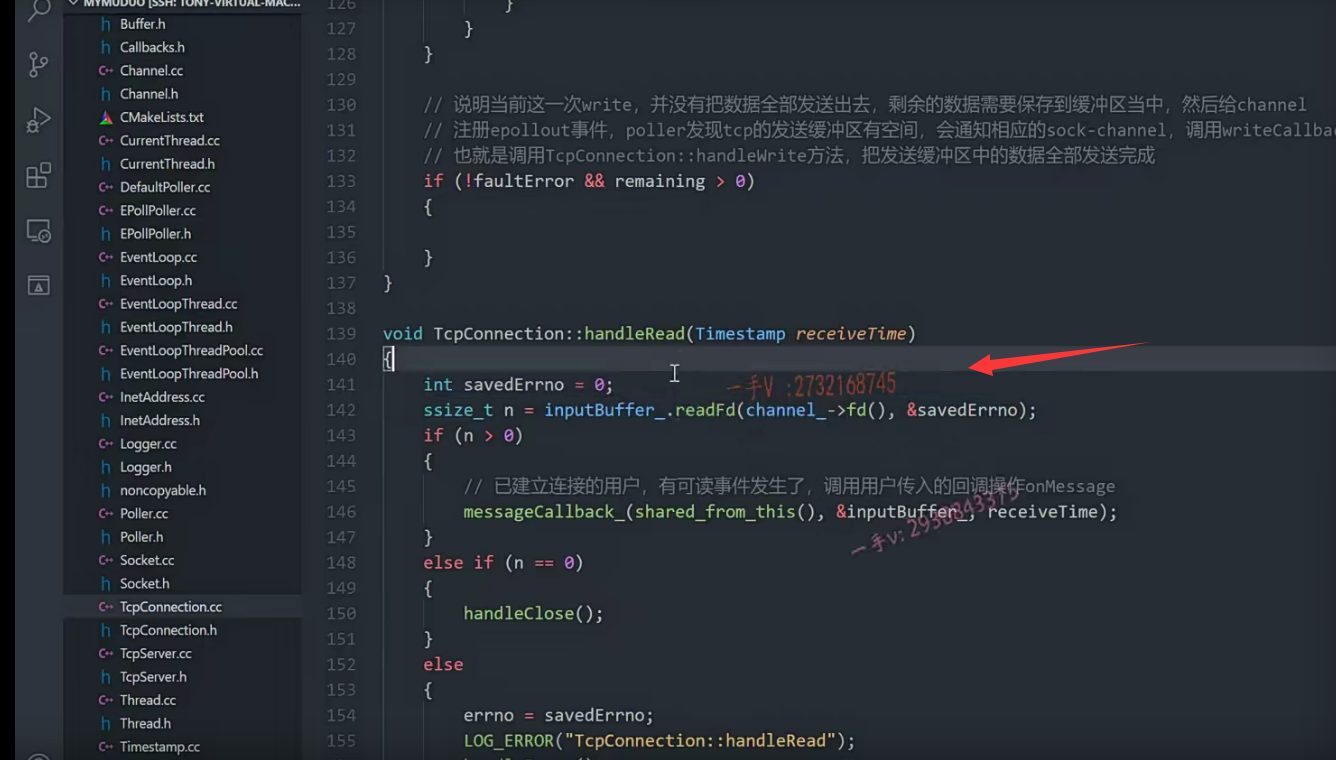 MYMUDUO [SSH: TONY-VIRTUAL-MAC...
Buffer.h
Callbacks.h
Channel.cc
Channel.h
CMakeLists.txt
CurrentThread.cc
CurrentThread.h
DefaultPoller.cc
EPollPoller.cc
EPollPoller.h
EventLoop.cc
EventLoop.h
EventLoopThread.cc
EventLoopThread.h
EventLoopThreadPool.cc
EventLoopThreadPool.h
InetAddress.cc
InetAddress.h
Logger.cc
Logger.h
noncopyable.h
Poller.cc
Poller.h
Socket.cc
Socket.h
TcpConnection.cc
TcpConnection.h
TcpServer.cc
TcpServer.h
Thread.cc
Thread.h
Timestamp.cc
126 }
127 }
128 }
129
130 // 说明当前这一次write，并没有把数据全部发送出去，剩余的数据需要保存到缓冲区当中，然后给channel
131 // 注册epollout事件，poller发现tcp的发送缓冲区有空间，会通知相应的sock-channel，调用writeCallbac
132 // 也就是调用TcpConnection::handleWrite方法，把发送缓冲区中的数据全部发送完成
133 if (!faultError && remaining > 0)
134 {
135
136 }
137 }
138
139 void TcpConnection::handleRead(Timestamp receiveTime)
140 {
141 int savedErrno = 0;
一手V :2732168745
142 ssize_t n = inputBuffer_.readFd(channel_->fd(), &savedErrno);
143 if (n > 0)
144 {
145 // 已建立连接的用户，有可读事件发生了，调用用户传入的回调操作onMessage
146 messageCallback_(shared_from_this(), &inputBuffer_, receiveTime);
一手V:2938843375
147 }
148 else if (n == 0)
149 {
150 handleClose();
151 }
152 else
153 {
154 errno = savedErrno;
155 LOG_ERROR("TcpConnection::handleRead");